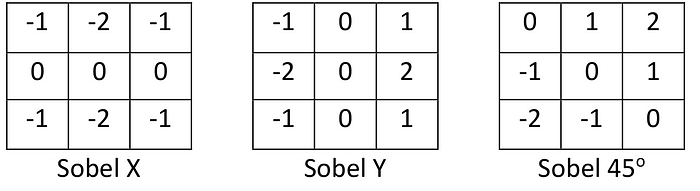 -1 -2 -1 -1 0 1 0 1 2
0 0 0 -2 0 2 -1 0 1
-1 -2 -1 -1 0 1 -2 -1 0
Sobel X Sobel Y Sobel 45º